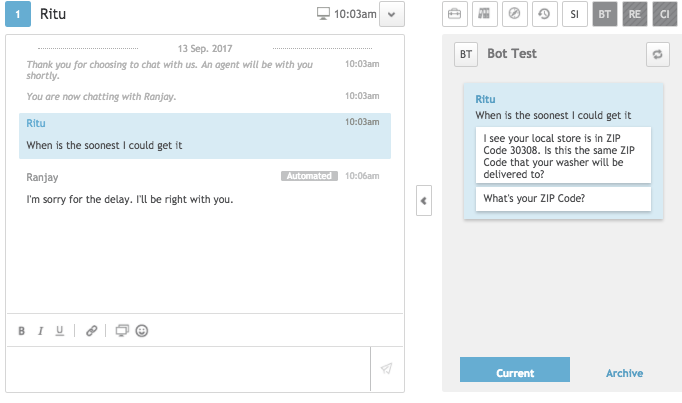 1 Ritu 10:03am
13 Sep. 2017
Thank you for choosing to chat with us. An agent will be with you shortly. 10:03am
You are now chatting with Ranjay. 10:03am
Ritu 10:03am
When is the soonest I could get it
Ranjay Automated 10:06am
I'm sorry for the delay. I'll be right with you.
B I U
SI BT RE CI
BT Bot Test
Ritu
When is the soonest I could get it
I see your local store is in ZIP
Code 30308. Is this the same ZIP
Code that your washer will be
delivered to?
What's your ZIP Code?
Current Archive